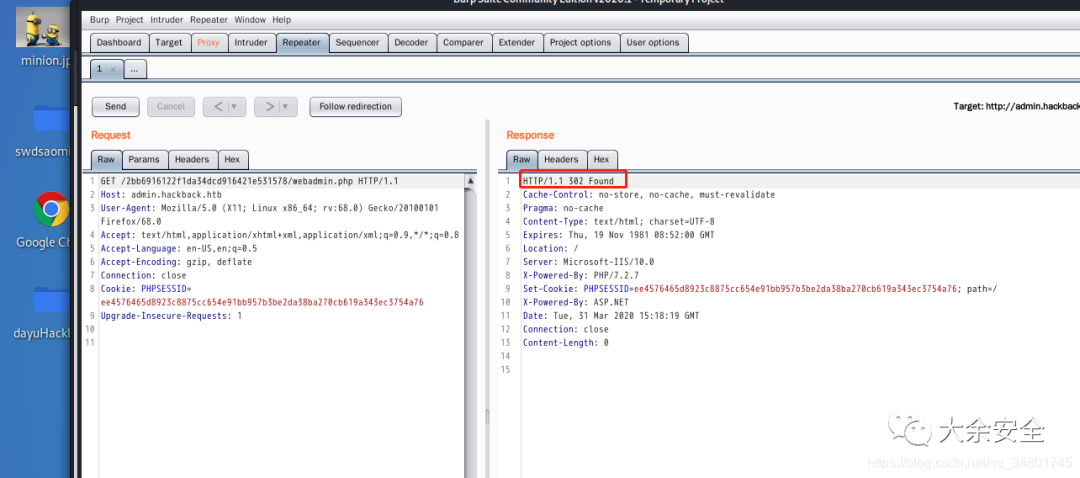 Burp Suite Community Edition v2020.1 - Temporary Project
Burp Project Intruder Repeater Window Help
Dashboard Target Proxy Intruder Repeater Sequencer Decoder Comparer Extender Project options User options
1 × ...
Send Cancel < > Follow redirection
Target: http://admin.hackback
Request
Raw Params Headers Hex
1 GET /2bb6916122f1da34dcd916421e531578/webadmin.php HTTP/1.1
2 Host: admin.hackback.htb
3 User-Agent: Mozilla/5.0 (X11; Linux x86_64; rv:68.0) Gecko/20100101
Firefox/68.0
4 Accept: text/html,application/xhtml+xml,application/xml;q=0.9,*/*;q=0.8
5 Accept-Language: en-US,en;q=0.5
6 Accept-Encoding: gzip, deflate
7 Connection: close
8 Cookie: PHPSESSID=
ee4576465d8923c8875cc654e91bb957b3be2da38ba270cb619a343ec3754a76
9 Upgrade-Insecure-Requests: 1
10
11
Response
Raw Headers Hex
1 HTTP/1.1 302 Found
2 Cache-Control: no-store, no-cache, must-revalidate
3 Pragma: no-cache
4 Content-Type: text/html; charset=UTF-8
5 Expires: Thu, 19 Nov 1981 08:52:00 GMT
6 Location: /
7 Server: Microsoft-IIS/10.0
8 X-Powered-By: PHP/7.2.7
9 Set-Cookie: PHPSESSID=ee4576465d8923c8875cc654e91bb957b3be2da38ba270cb619a343ec3754a76; path=/
10 X-Powered-By: ASP.NET
11 Date: Tue, 31 Mar 2020 15:18:19 GMT
12 Connection: close
13 Content-Length: 0
14
15
minion.jp
swdsaoml
Google Ch
dayuHackl
大余安全
https://blog.csdn.net/qq_34801745